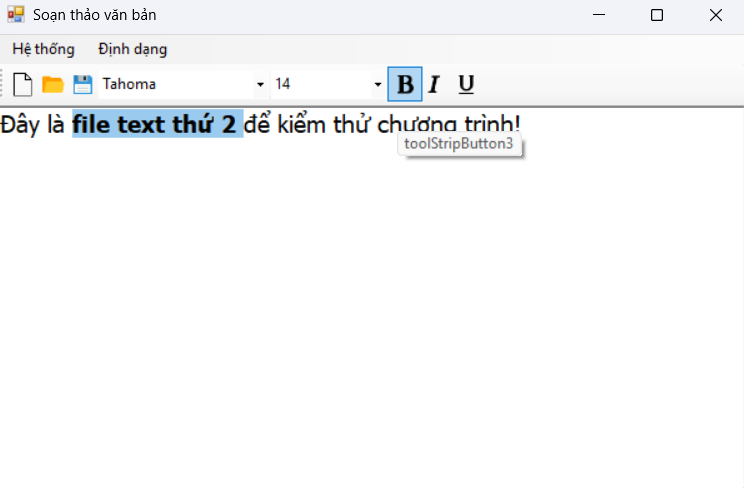 Soạn thảo văn bản
Hệ thống Định dạng
Tahoma 14 B I U
Đây là file text thứ 2 để kiểm thử chương trình!
toolStripButton3